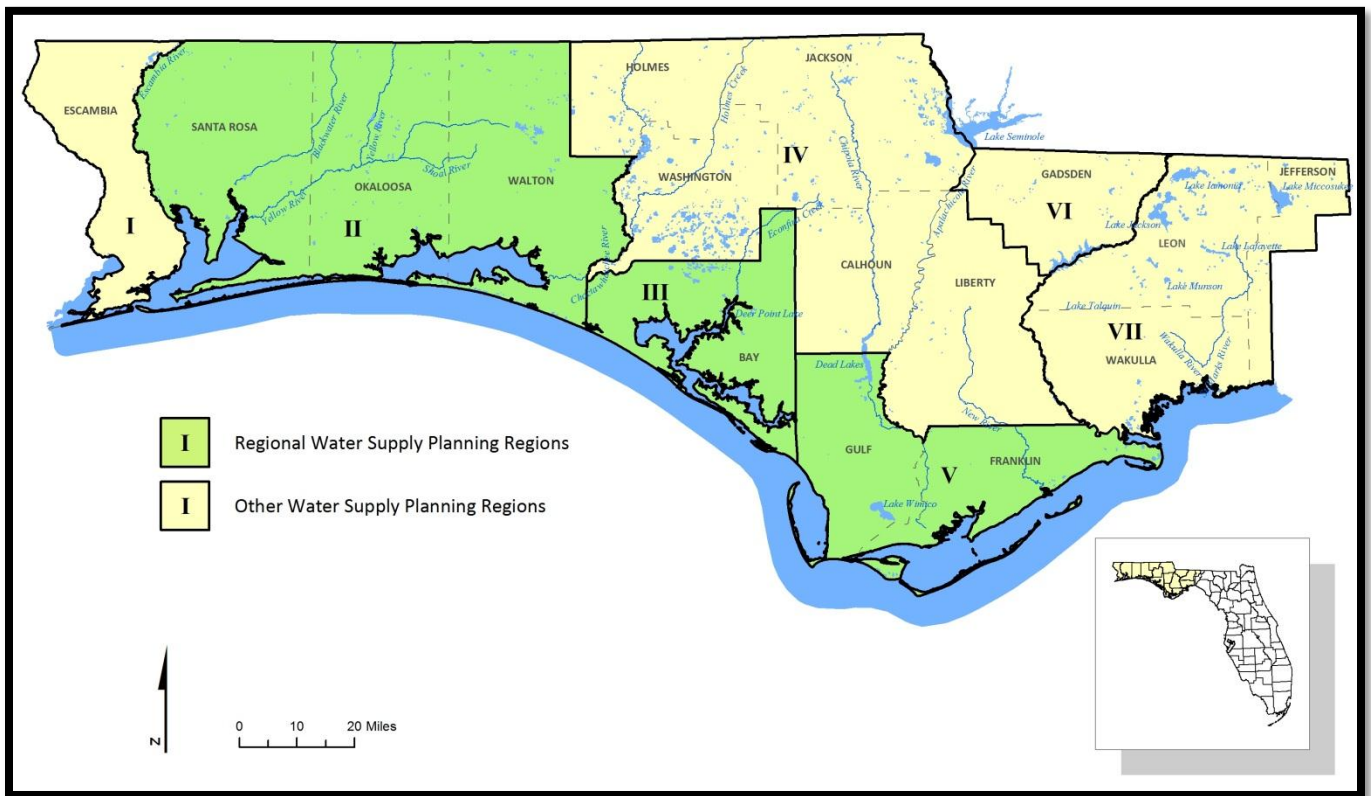 HOLMES
JACKSON
Escambia River
ESCAMBIA
SANTA ROSA
Blackwater River
Yellow River
Holmes Creek
Chipola River
Lake Seminole
Shoal River
IV
WASHINGTON
OKALOOSA
WALTON
GADSDEN
JEFFERSON
Lake Iamonia
Lake Miccosukee
Apalachicola River
VI
Yellow River
I
II
Econfina Creek
Lake Jackson
LEON
Lake Lafayette
CALHOUN
LIBERTY
Choctawhatchee River
III
Lake Munson
Deer Point Lake
Lake Talquin
VII
WAKULLA
Wakulla River
St. Marks River
BAY
Dead Lakes
New River
GULF
FRANKLIN
V
Lake Wimico
I Regional Water Supply Planning Regions
I Other Water Supply Planning Regions
N
0 10 20 Miles